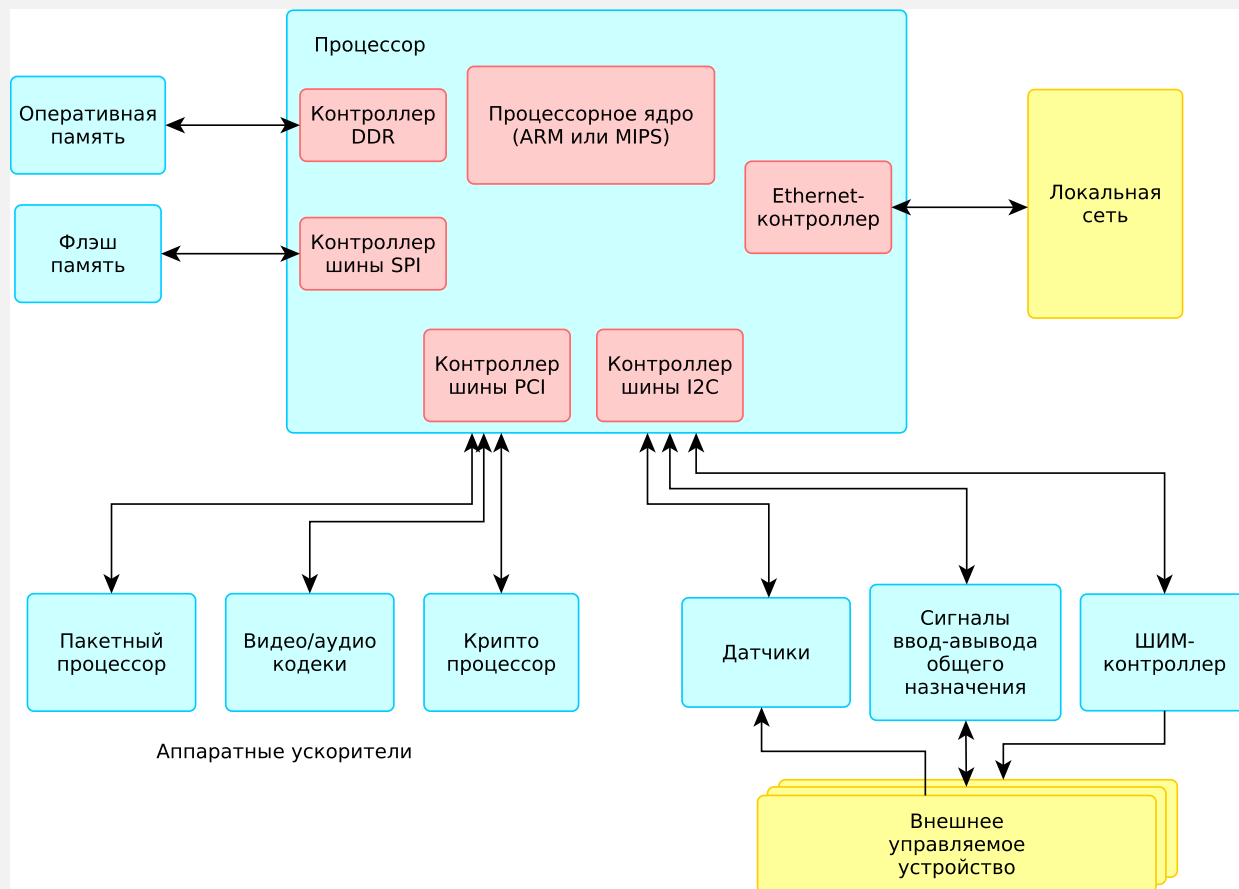 Процессор
Оперативная
память
Контроллер
DDR
Процессорное ядро
(ARM или MIPS)
Ethernet-
контроллер
Локальная
сеть
Флэш
память
Контроллер
шины SPI
Контроллер
шины PCI
Контроллер
шины I2C
Пакетный
процессор
Видео/аудио
кодеки
Крипто
процессор
Датчики
Сигналы
ввод-авывода
общего
назначения
ШИМ-
контроллер
Аппаратные ускорители
Внешнее
управляемое
устройство